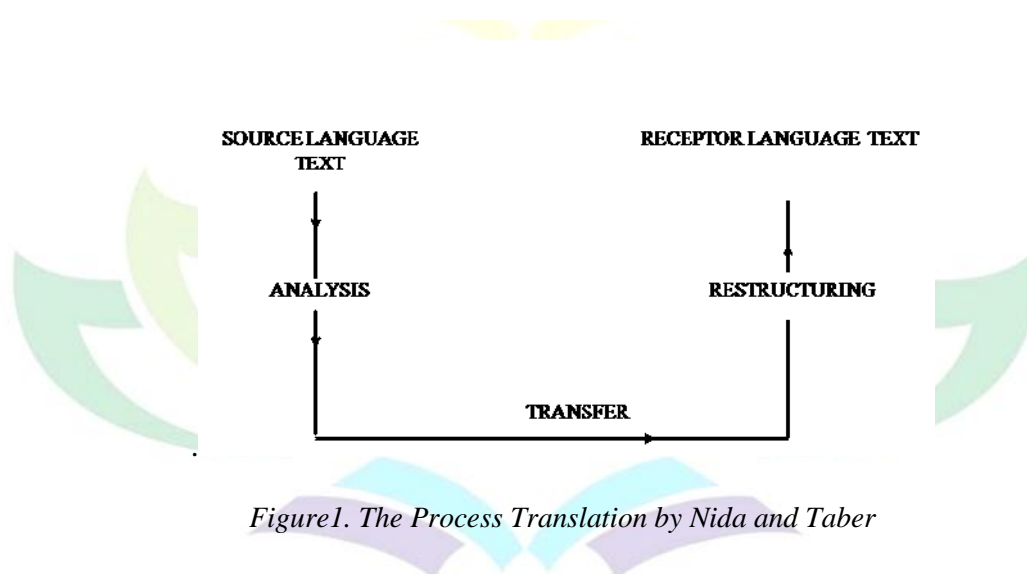 SOURCE LANGUAGE
TEXT
RECEPTOR LANGUAGE TEXT
ANALYSIS
RESTRUCTURING
TRANSFER
.
Figure1. The Process Translation by Nida and Taber